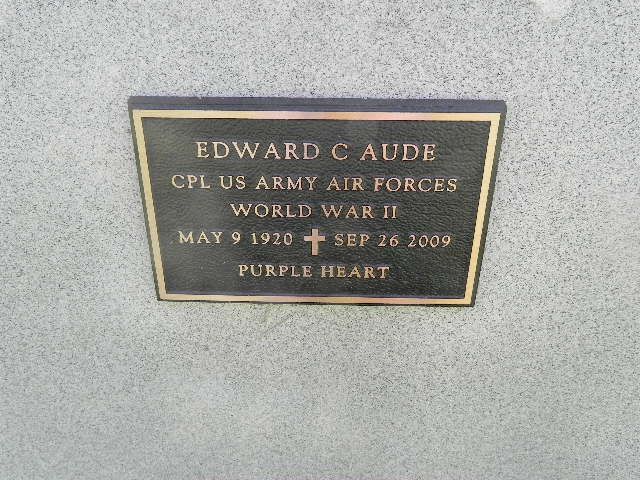 EDWARD C AUDE
CPL US ARMY AIR FORCES
WORLD WAR II
MAY 9 1920 ✝ SEP 26 2009
PURPLE HEART